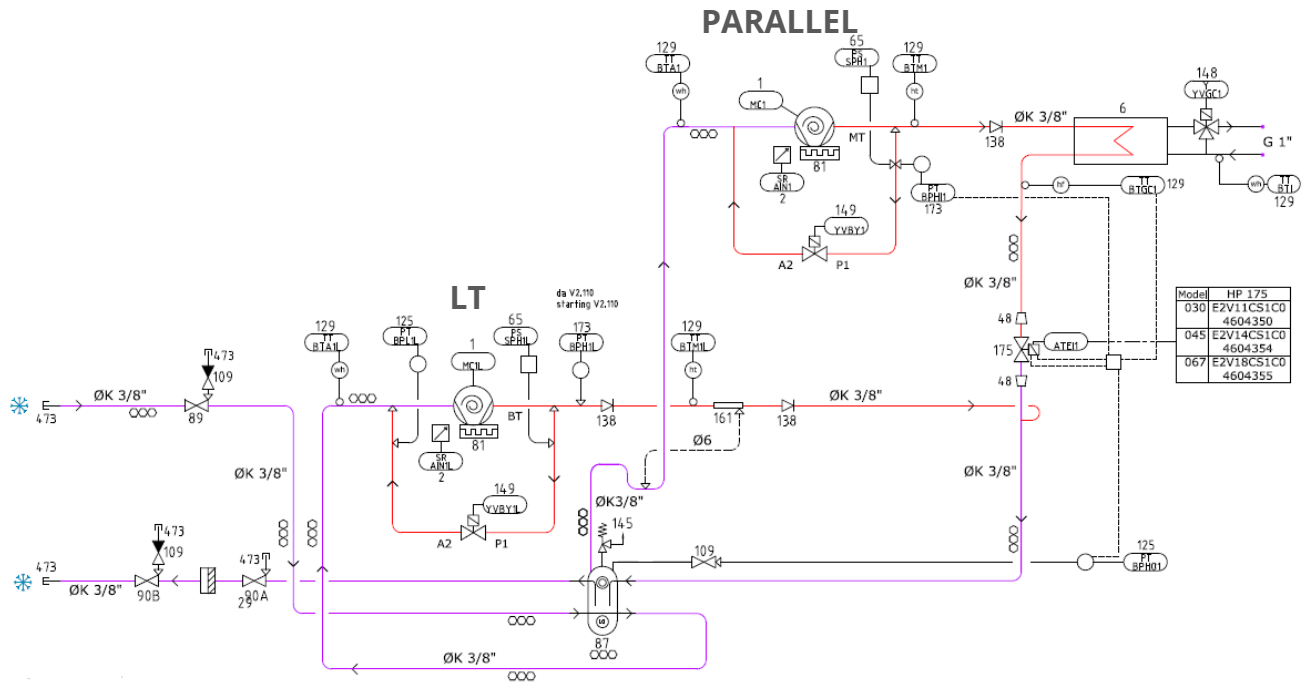 PARALLEL
129
TT
BTA1
65
PS
SPH1
129
TT
BTM1
148
YVGC1
1
MC1
wh
ht
6
ØK 3/8"
MT
138
81
G 1"
SR
AIN1
2
PT
BPHI1
173
hf
TT
BTGC1
129
wh
TT
BTI
129
149
YVBY1
A2
P1
ØK 3/8"
LT
da V2.110
starting V2.110
Model
HP 175
030
E2V11CS1C0
4604350
045
E2V14CS1C0
4604354
067
E2V18CS1C0
4604355
48
175
ATEI1
48
129
TT
BTA1L
125
PT
BPL1L
65
PS
SPH1L
173
PT
BPH1L
129
TT
BTM1L
1
MC1L
wh
ht
473
109
ØK 3/8"
473
89
BT
138
161
138
ØK 3/8"
81
SR
AIN1L
2
Ø6
ØK 3/8"
ØK 3/8"
149
YVBY1L
A2
P1
ØK3/8"
145
473
109
473
473
ØK 3/8"
90B
29
90A
109
125
PT
BPHO1
87
ØK 3/8"